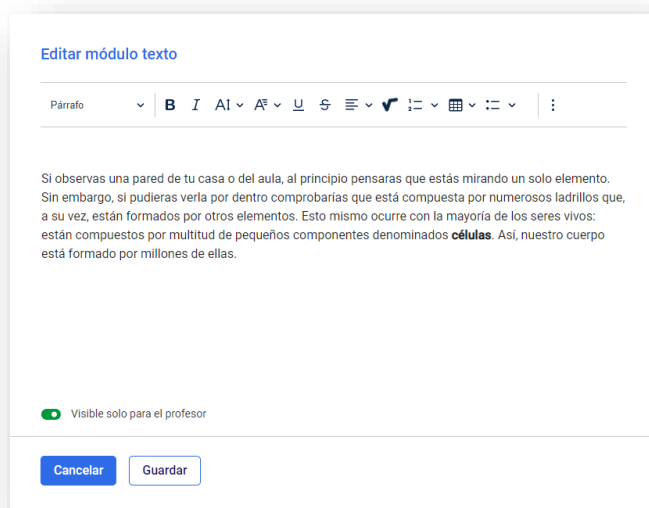 Editar módulo texto
Párrafo
Si observas una pared de tu casa o del aula, al principio pensaras que estás mirando un solo elemento.
Sin embargo, si pudieras verla por dentro comprobarías que está compuesta por numerosos ladrillos que,
a su vez, están formados por otros elementos. Esto mismo ocurre con la mayoría de los seres vivos:
están compuestos por multitud de pequeños componentes denominados células. Así, nuestro cuerpo
está formado por millones de ellas.
Visible solo para el profesor
Cancelar Guardar